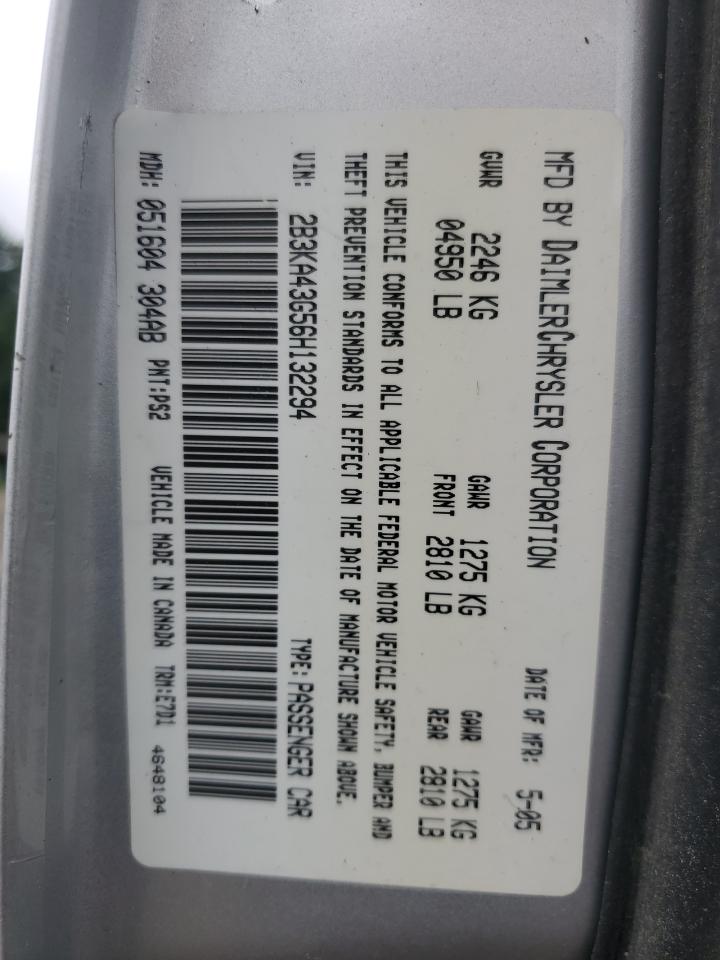 MFD BY DAIMLERCHRYSLER CORPORATION
DATE OF MFR: 5-05
GVWR 2246 KG
04950 LB
GAWR 1275 KG
FRONT 2810 LB
GAWR 1275 KG
REAR 2810 LB
THIS VEHICLE CONFORMS TO ALL APPLICABLE FEDERAL MOTOR VEHICLE SAFETY, BUMPER AND
THEFT PREVENTION STANDARDS IN EFFECT ON THE DATE OF MANUFACTURE SHOWN ABOVE.
VIN: 2B3KA43G56H132294 TYPE: PASSENGER CAR
MDH: 051604 304AB PNT:PS2 VEHICLE MADE IN CANADA TRM:E7D1 4648104